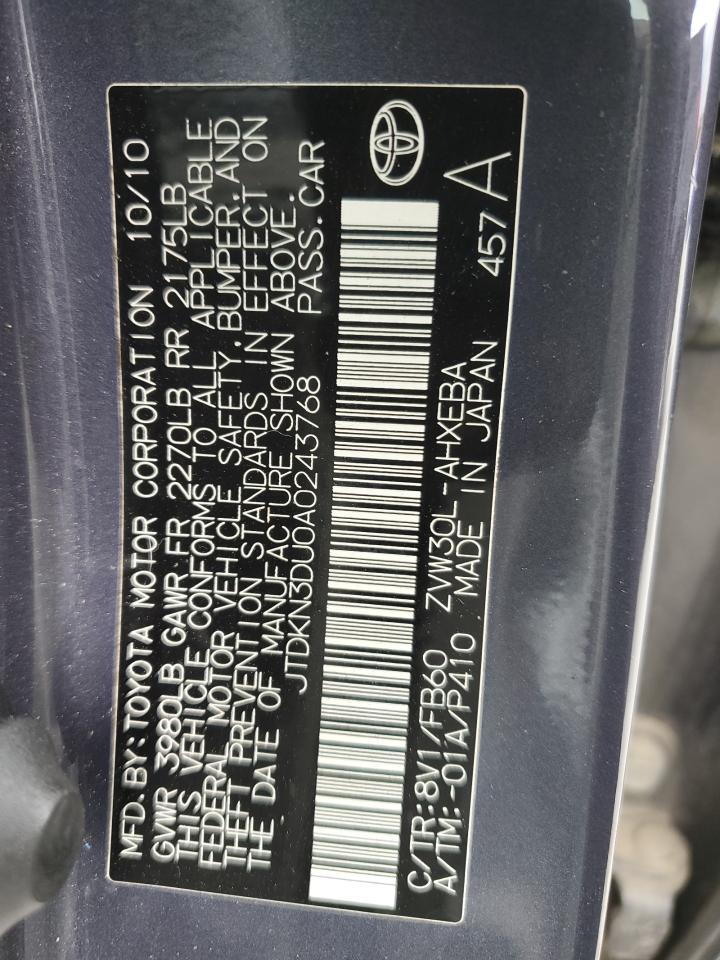 MFD. BY: TOYOTA MOTOR CORPORATION 10/10
GVWR 3980LB GAWR FR 2270LB RR 2175LB
THIS VEHICLE CONFORMS TO ALL APPLICABLE
FEDERAL MOTOR VEHICLE SAFETY, BUMPER, AND
THEFT PREVENTION STANDARDS IN EFFECT ON
THE DATE OF MANUFACTURE SHOWN ABOVE.
JTDKN3DU0A0243768 PASS. CAR
C/TR: 8V1/FB60 ZVW30L-AHXEBA 457 A
A/TM: -01A/P410 MADE IN JAPAN